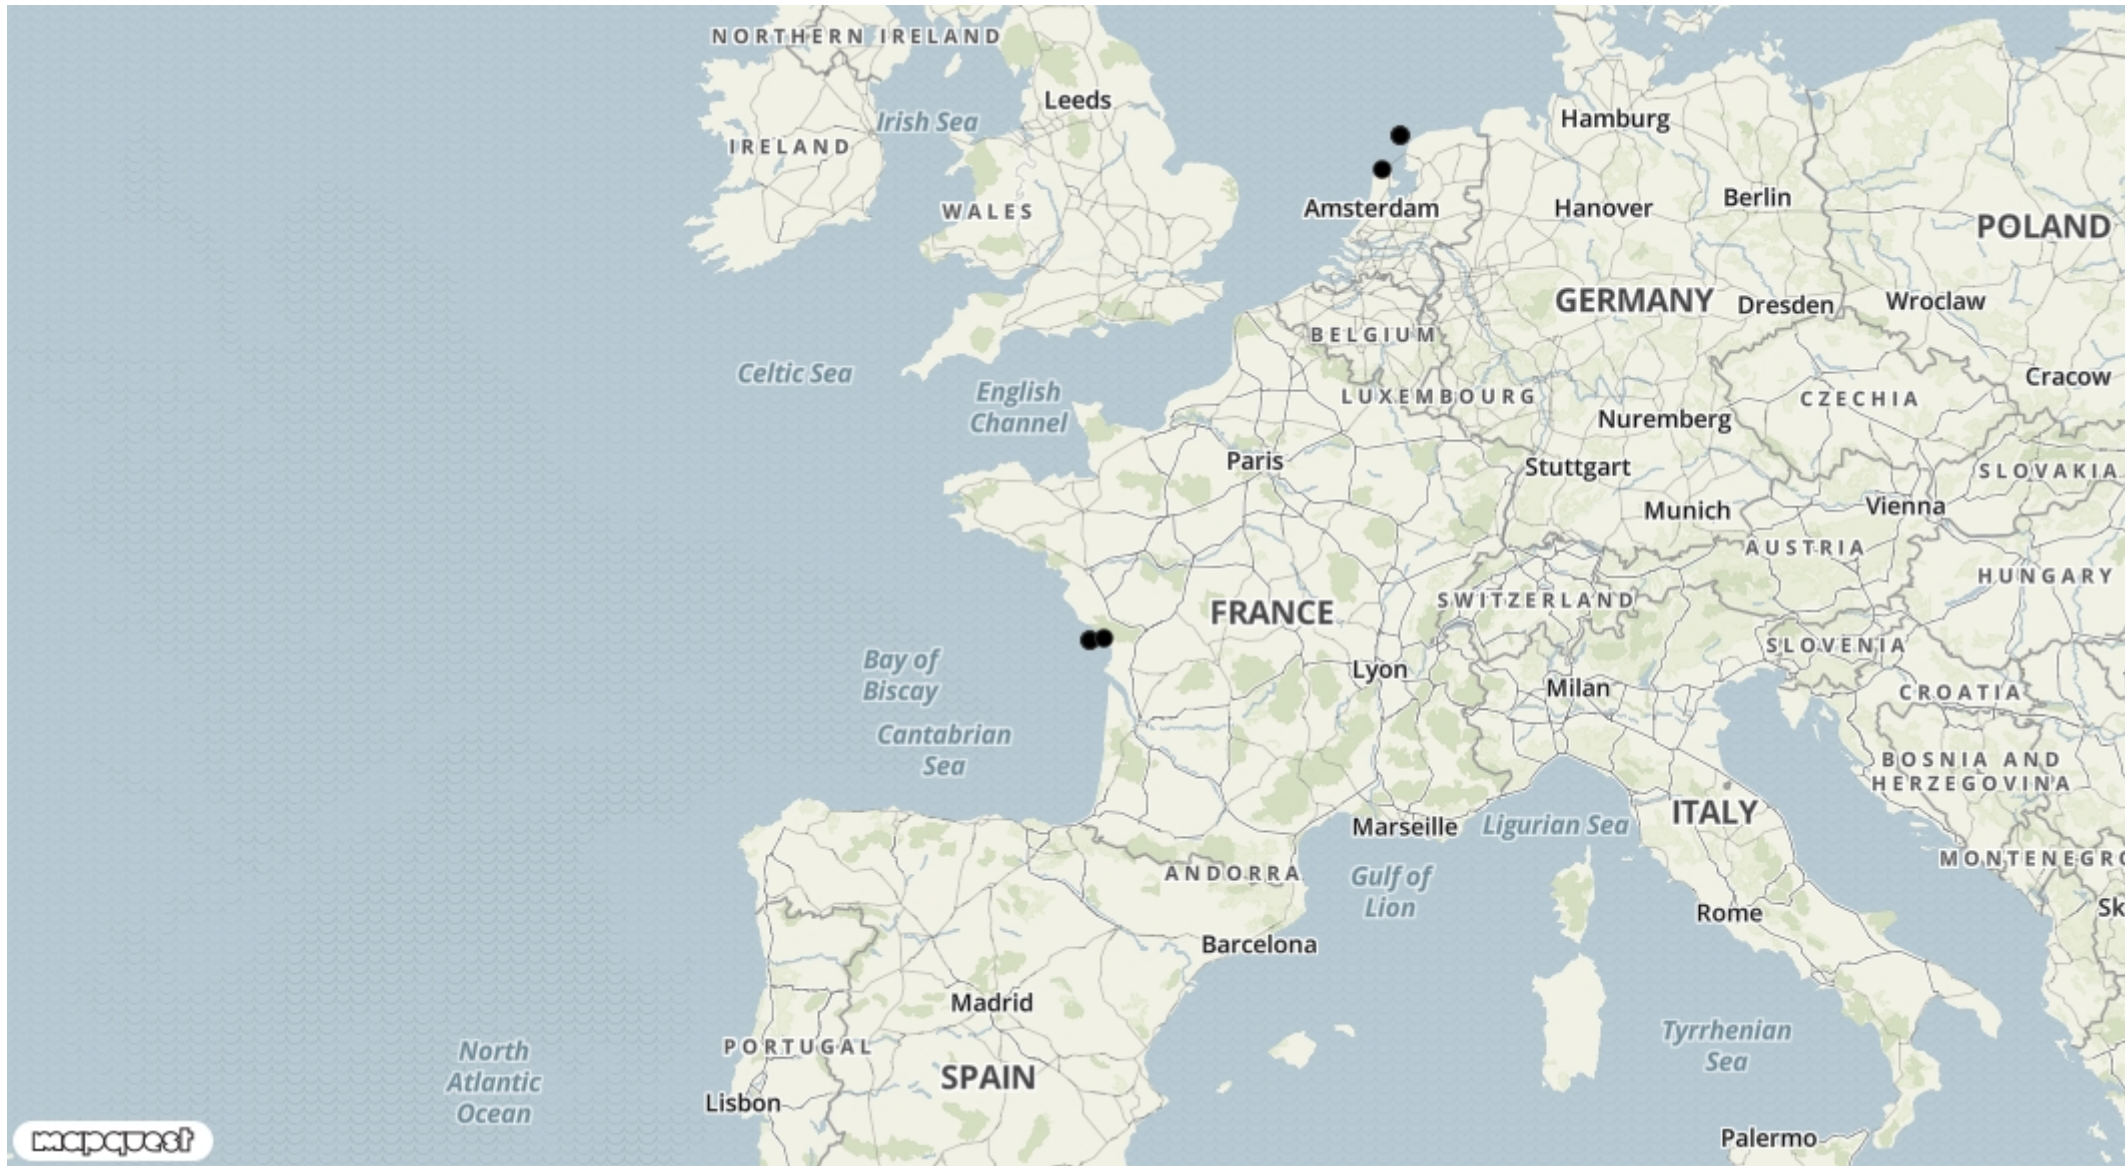 NORTHERN IRELAND
Leeds
Irish Sea
IRELAND
Hamburg
WALES
Amsterdam
Hanover
Berlin
POLAND
GERMANY
Dresden
Wroclaw
BELGIUM
Celtic Sea
English
Channel
LUXEMBOURG
Cracow
CZECHIA
Nuremberg
Paris
Stuttgart
SLOVAKIA
Munich
Vienna
AUSTRIA
HUNGARY
FRANCE
SWITZERLAND
SLOVENIA
Bay of
Biscay
Lyon
Milan
CROATIA
Cantabrian
Sea
BOSNIA AND
HERZEGOVINA
ITALY
Marseille
Ligurian Sea
MONTENEGRO
ANDORRA
Gulf of
Lion
Rome
Sk
Barcelona
Madrid
Tyrrhenian
Sea
PORTUGAL
North
Atlantic
Ocean
SPAIN
Lisbon
mapquest
Palermo